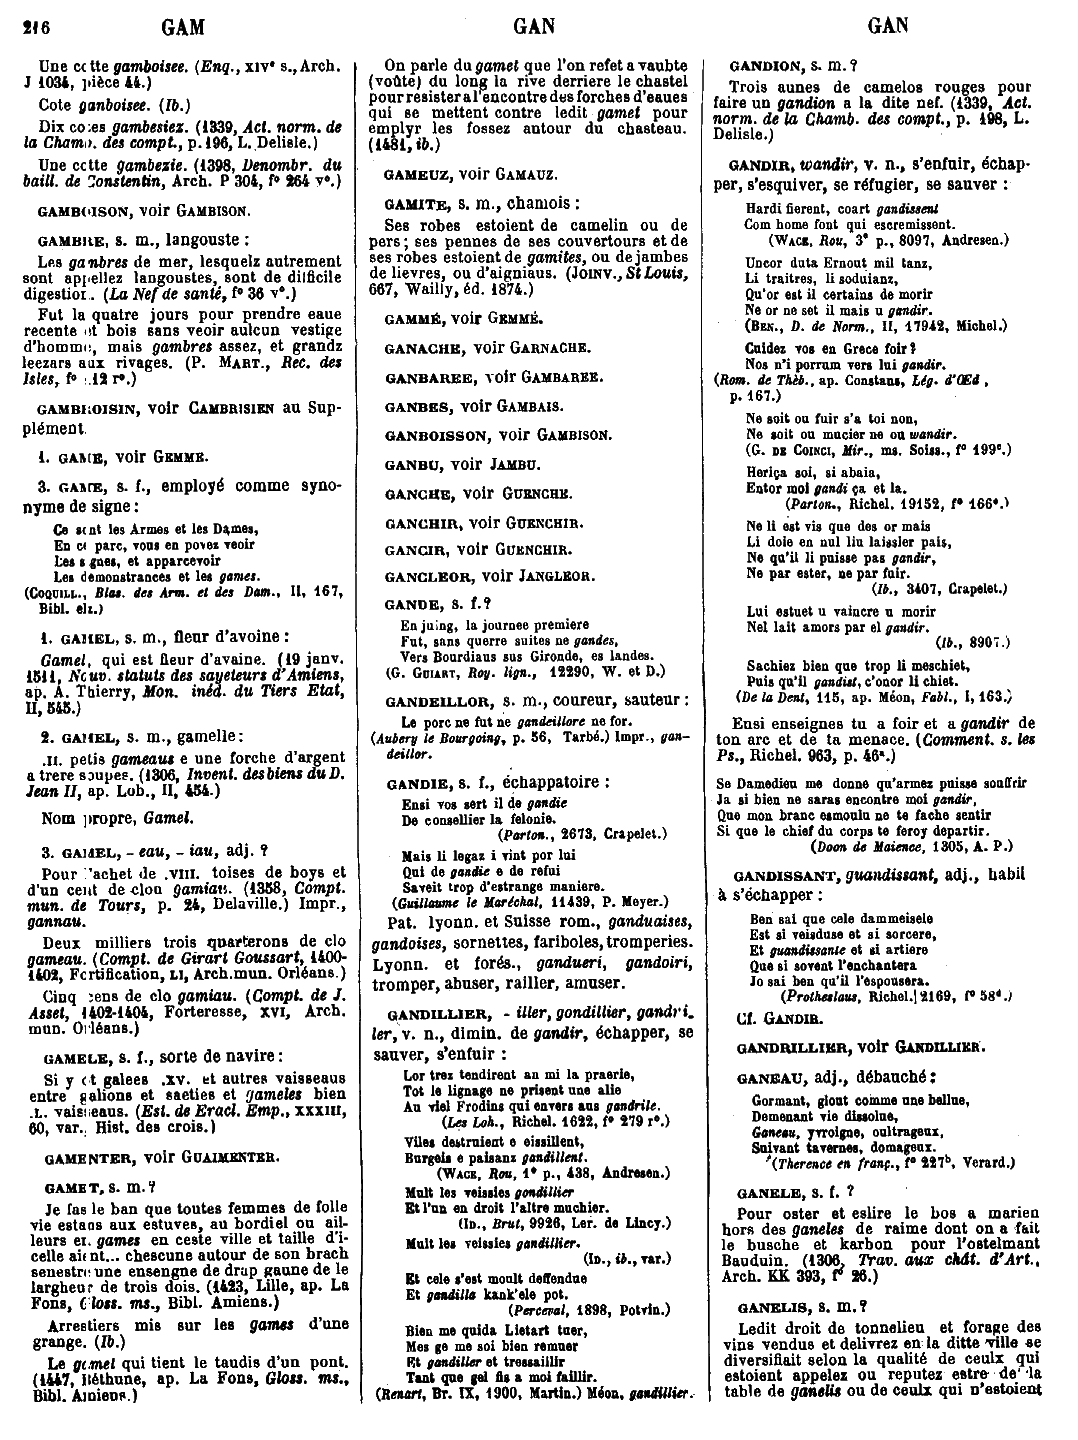 216 GAM GAN GAN
Une cotte gamboisee. (Enq., XIVe s., Arch.
J 1034, pièce 44.)
Cote ganboisee. (Ib.)
Dix cotes gambesiez. (1339, Act. norm. de
la Chamb. des compt., p. 196, L. Delisle.)
Une cotte gambezie. (1398, Denombr. du
baill. de Constentin, Arch. P 304, fo 264 vo.)
GAMBOISON, voir GAMBISON.
GAMBRE, s. m., langouste :
Les ganbres de mer, lesquelz autrement
sont appellez langoustes, sont de difficile
digestion. (La Nef de santé, fo 36 vo.)
Fut la quatre jours pour prendre eaue
recente et bois sans veoir aulcun vestige
d'homme, mais gambres assez, et grandz
leezars aux rivages. (P. MART., Rec. des
Isles, fo 12 ro.)
GAMBROISIN, voir CAMBRISIEN au Sup-
plément.
1. GAME, voir GEMME.
3. GAME, s. f., employé comme syno-
nyme de signe :
Ce sont les Armes et les Dames,
En ce parc, vous en povez veoir
Les signes, et apparcevoir
Les demonstrances et les games.
(COQUILL., Blas. des Arm. et des Dam., II, 167,
Bibl. elz.)
1. GAMEL, s. m., fleur d'avoine :
Gamel, qui est fleur d'avaine. (19 janv.
1511, Nouv. statuts des sayeteurs d'Amiens,
ap. A. Thierry, Mon. inéd. du Tiers Etat,
II, 545.)
2. GAMEL, s. m., gamelle :
.II. petis gameaus e une forche d'argent
a trere soupes. (1306, Invent. des biens du D.
Jean II, ap. Lob., II, 454.)
Nom propre, Gamel.
3. GAMEL, - eau, - iau, adj. ?
Pour l'achet de .VIII. toises de boys et
d'un cent de clou gamiau. (1358, Compt.
mun. de Tours, p. 24, Delaville.) Impr.,
gannau.
Deux milliers trois quarterons de clo
gameau. (Compt. de Girart Goussart, 1400-
1402, Fortification, LI, Arch. mun. Orléans.)
Cinq cens de clo gamiau. (Compt. de J.
Asset, 1402-1404, Forteresse, XVI, Arch.
mun. Orléans.)
GAMELE, s. f., sorte de navire :
Si y ot galees .XV. et autres vaisseaus
entre galions et saeties et gameles bien
.L. vaisseaus. (Est. de Eracl. Emp., XXXIII,
60, var., Hist. des crois.)
GAMENTER, voir GUAIMENTER.
GAMET, s. m. ?
Je fas le ban que toutes femmes de folle
vie estans aux estuves, au bordiel ou ail-
leurs et games en ceste ville et taille d'i-
celle aient... chescune autour de son brach
senestre une ensengne de drap gaune de le
largheur de trois dois. (1423, Lille, ap. La
Fons, Gloss. ms., Bibl. Amiens.)
Arrestiers mis sur les games d'une
grange. (Ib.)
Le gamel qui tient le taudis d'un pont.
(1447, Béthune, ap. La Fons, Gloss. ms.,
Bibl. Amiens.)
On parle du gamet que l'on refet a vaubte
(voûte) du long la rive derriere le chastel
pour resister a l'encontre des forches d'eaues
qui se mettent contre ledit gamet pour
emplyr les fossez autour du chasteau.
(1481, ib.)
GAMEUZ, voir GAMAUZ.
GAMITE, s. m., chamois :
Ses robes estoient de camelin ou de
pers ; ses pennes de ses couvertours et de
ses robes estoient de gamites, ou de jambes
de lievres, ou d'aigniaus. (JOINV., St Louis,
667, Wailly, éd. 1874.)
GAMMÉ, voir GEMMÉ.
GANACHE, voir GARNACHE.
GANBAREE, voir GAMBAREE.
GANBES, voir GAMBAIS.
GANBOISSON, voir GAMBISON.
GANBU, voir JAMBU.
GANCHE, voir GUENCHE.
GANCHIR, voir GUENCHIR.
GANCIR, voir GUENCHIR.
GANCLEOR, voir JANGLEOR.
GANDE, s. f. ?
En juing, la journee premiere
Fut, sans querre suites ne gandes,
Vers Bourdiaus sus Gironde, es landes.
(G. GUIART, Roy. lign., 12290, W. et D.)
GANDEILLOR, s. m., coureur, sauteur :
Le porc ne fut ne gandeillore ne for.
(Aubery le Bourgoing, p. 56, Tarbé.) Impr., gan-
deillor.
GANDIE, s. f., échappatoire :
Ensi vos sert il de gandie
De consellier la felonie.
(Parton., 2673, Crapelet.)
Mais li legaz i vint por lui
Qui de gandie e de refui
Saveit trop d'estrange maniere.
(Guillaume le Maréchal, 11439, P. Meyer.)
Pat. lyonn. et Suisse rom., ganduaises,
gandoises, sornettes, fariboles, tromperies.
Lyonn. et forés., gandueri, gandoiri,
tromper, abuser, railler, amuser.
GANDILLIER, - iller, gondillier, gandri-
ler, v. n., dimin. de gandir, échapper, se
sauver, s'enfuir :
Lor trez tendirent an mi la praerie,
Tot le lignage ne prisent une alie
Au viel Frodins qui envers aus gandrile.
(Les Loh., Richel. 1622, fo 279 ro.)
Viles destruient e eissillent,
Burgeis e paisanz gandillent.
(WACE, Rou, 1e p., 438, Andresen.)
Mult les veissies gondillier
Et l'un en droit l'altre muchier.
(ID., Brut, 9926, Ler. de Lincy.)
Mult les veissies gandillier.
(ID., ib., var.)
Et cele s'est moult deffendue
Et gandilla kank'ele pot.
(Perceval, 1898, Potvin.)
Bien me quida Lietart tuer,
Mes ge me soi bien remuer
Et gandiller et tressaillir
Tant que gel fis a moi faillir.
(Renart, Br. IX, 1900, Martin.) Méon, gandillier.
GANDION, s. m. ?
Trois aunes de camelos rouges pour
faire un gandion a la dite nef. (1339, Act.
norm. de la Chamb. des compt., p. 198, L.
Delisle.)
GANDIR, wandir, v. n., s'enfuir, échap-
per, s'esquiver, se réfugier, se sauver :
Hardi fierent, coart gandissent
Com home font qui escremissent.
(WACE, Rou, 3e p., 8097, Andresen.)
Uncor duta Ernout mil tanz,
Li traitres, li soduianz,
Qu'or est il certains de morir
Ne or ne set il mais u gandir.
(BEN., D. de Norm., II, 17942, Michel.)
Cuidez vos en Grece foir ?
Nos n'i porrum vers lui gandir.
(Rom. de Thèb., ap. Constans, Lég. d'Œd.,
p. 167.)
Ne soit ou fuir s'a toi non,
Ne soit ou mucier ne ou wandir.
(G. DE COINCI, Mir., ms. Soiss., fo 199c.)
Heriça soi, si abaia,
Entor moi gandi ça et la.
(Parton., Richel. 19152, fo 166a.)
Ne li est vis que des or mais
Li doie en nul liu laissier pais,
Ne qu'il li puisse pas gandir,
Ne par ester, ne par fuir.
(Ib., 3407, Crapelet.)
Lui estuet u vaincre u morir
Nel lait amors par el gandir.
(Ib., 8907.)
Sachiez bien que trop li meschiet,
Puis qu'il gandist, c'onor li chiet.
(De la Dent, 115, ap. Méon, Fabl., I, 163.)
Ensi enseignes tu a foir et a gandir de
ton arc et de ta menace. (Comment. s. les
Ps., Richel. 963, p. 46a.)
Se Damedieu me donne qu'armez puisse souffrir
Ja si bien ne saras encontre moi gandir,
Que mon branc esmoulu ne te fache sentir
Si que le chief du corps te feroy departir.
(Doon de Maience, 1305, A. P.)
GANDISSANT, guandissant, adj., habil
à s'échapper :
Ben sai que cele dammeisele
Est si veisduse et si sorcere,
Et guandissante et si artiere
Que si sovent l'enchantera
Jo sai ben qu'il l'espousera.
(Protheslaus, Richel. 2169, fo 58d.)
Cf. GANDIR.
GANDRILLIER, voir GANDILLIER.
GANEAU, adj., débauché :
Gormant, glout comme une bellue,
Demenant vie dissolue,
Ganeau, yvroigne, oultrageux,
Suivant tavernes, domageux.
(Therence en franç., fo 227b, Verard.)
GANELE, s. f. ?
Pour oster et eslire le bos a marien
hors des ganeles de raime dont on a fait
le busche et karbon pour l'ostelmant
Bauduin. (1306, Trav. aux chât. d'Art.,
Arch. KK 393, fo 26.)
GANELIS, s. m. ?
Ledit droit de tonnelieu et forage des
vins vendus et delivrez en la ditte ville se
diversifiait selon la qualité de ceulx qui
estoient appelez ou reputez estre de la
table de ganelis ou de ceulx qui n'estoient